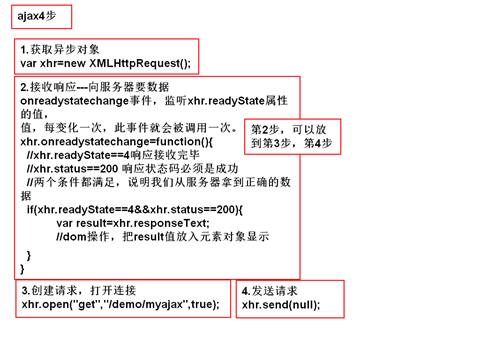 ajax4步
1.获取异步对象
var xhr=new XMLHttpRequest();
2.接收响应---向服务器要数据
onreadystatechange事件，监听xhr.readyState属性
的值，
值，每变化一次，此事件就会被调用一次。
xhr.onreadystatechange=function(){
//xhr.readyState==4响应接收完毕
//xhr.status==200 响应状态码必须是成功
//两个条件都满足，说明我们从服务器拿到正确的数
据
if(xhr.readyState==4&&xhr.status==200){
var result=xhr.responseText;
//dom操作，把result值放入元素对象显示
}
}
第2步，可以放
到第3步，第4步
3.创建请求，打开连接
xhr.open("get","/demo/myajax",true);
4.发送请求
xhr.send(null);